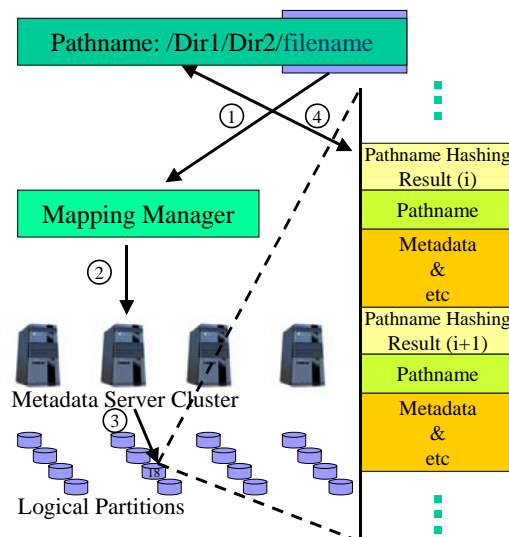 Pathname: /Dir1/Dir2/filename
1
4
Pathname Hashing
Result (i)
Pathname
Mapping Manager
Metadata
&
etc
2
Pathname Hashing
Result (i+1)
Pathname
Metadata Server Cluster
Metadata
&
etc
3
18
Logical Partitions